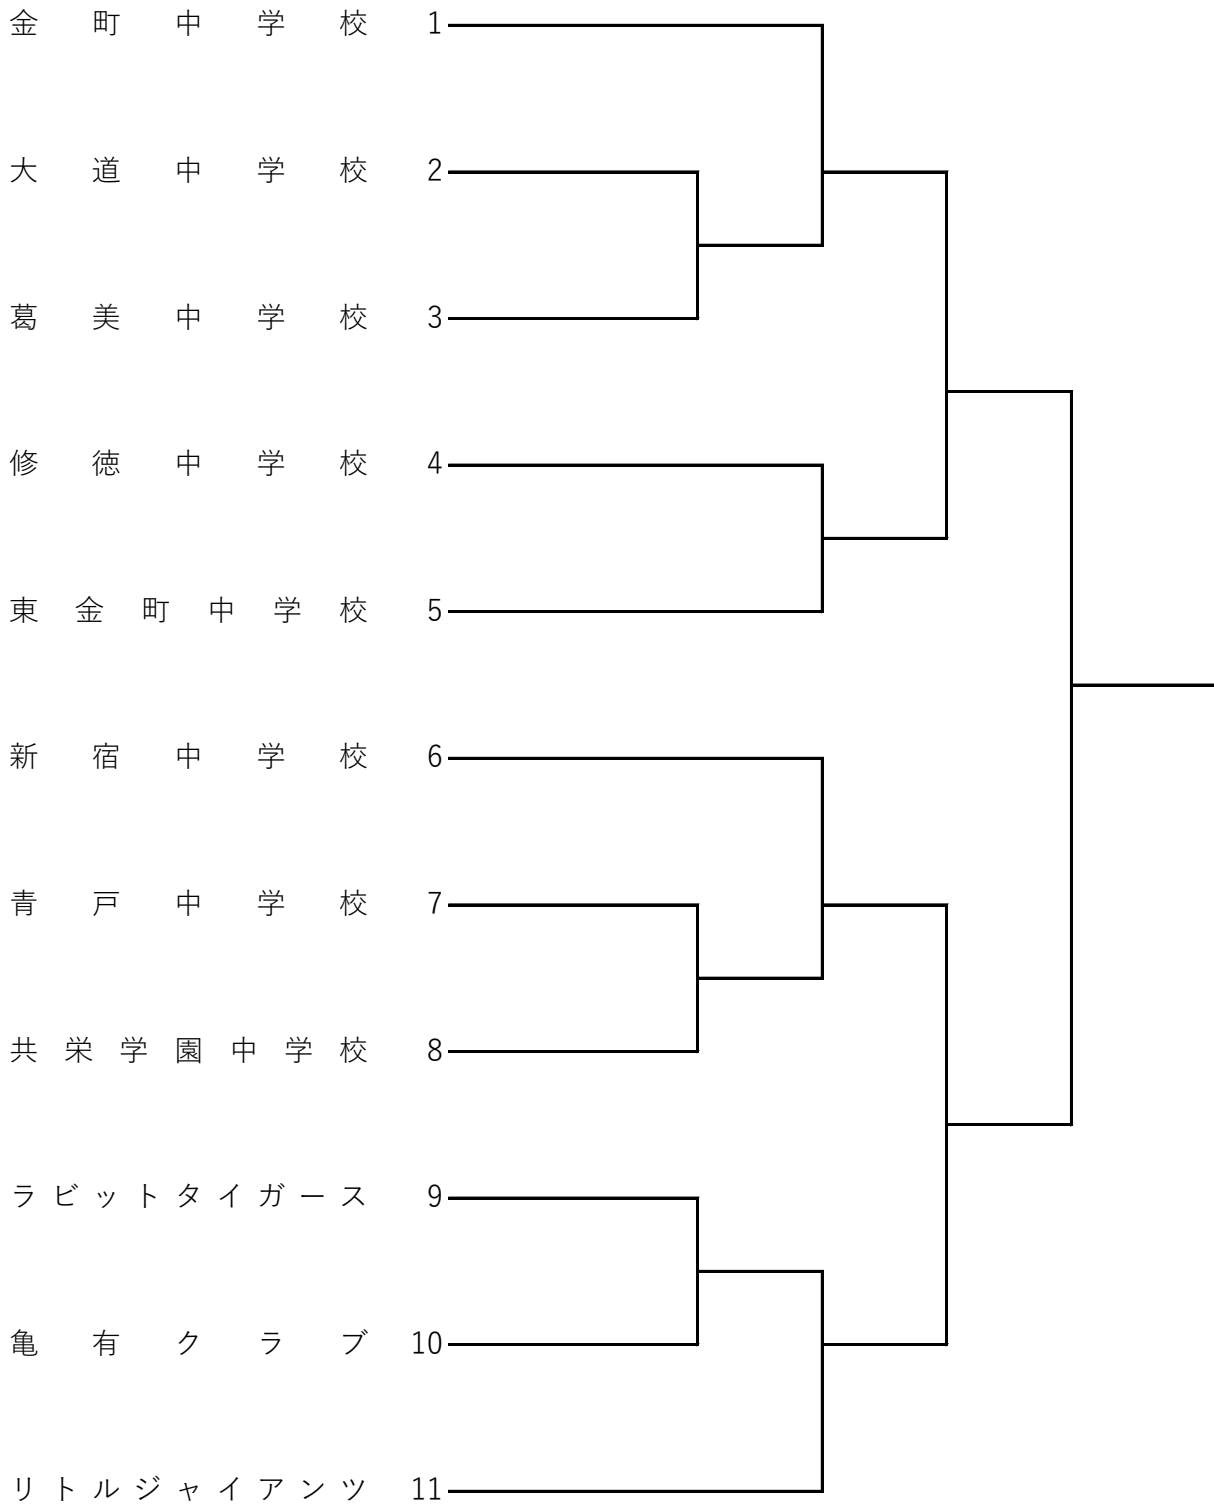 金町中学校 1
大道中学校 2
葛美中学校 3
修徳中学校 4
東金町中学校 5
新宿中学校 6
青戸中学校 7
共栄学園中学校 8
ラビットタイガース 9
亀有クラブ 10
リトルジャイアンツ 11